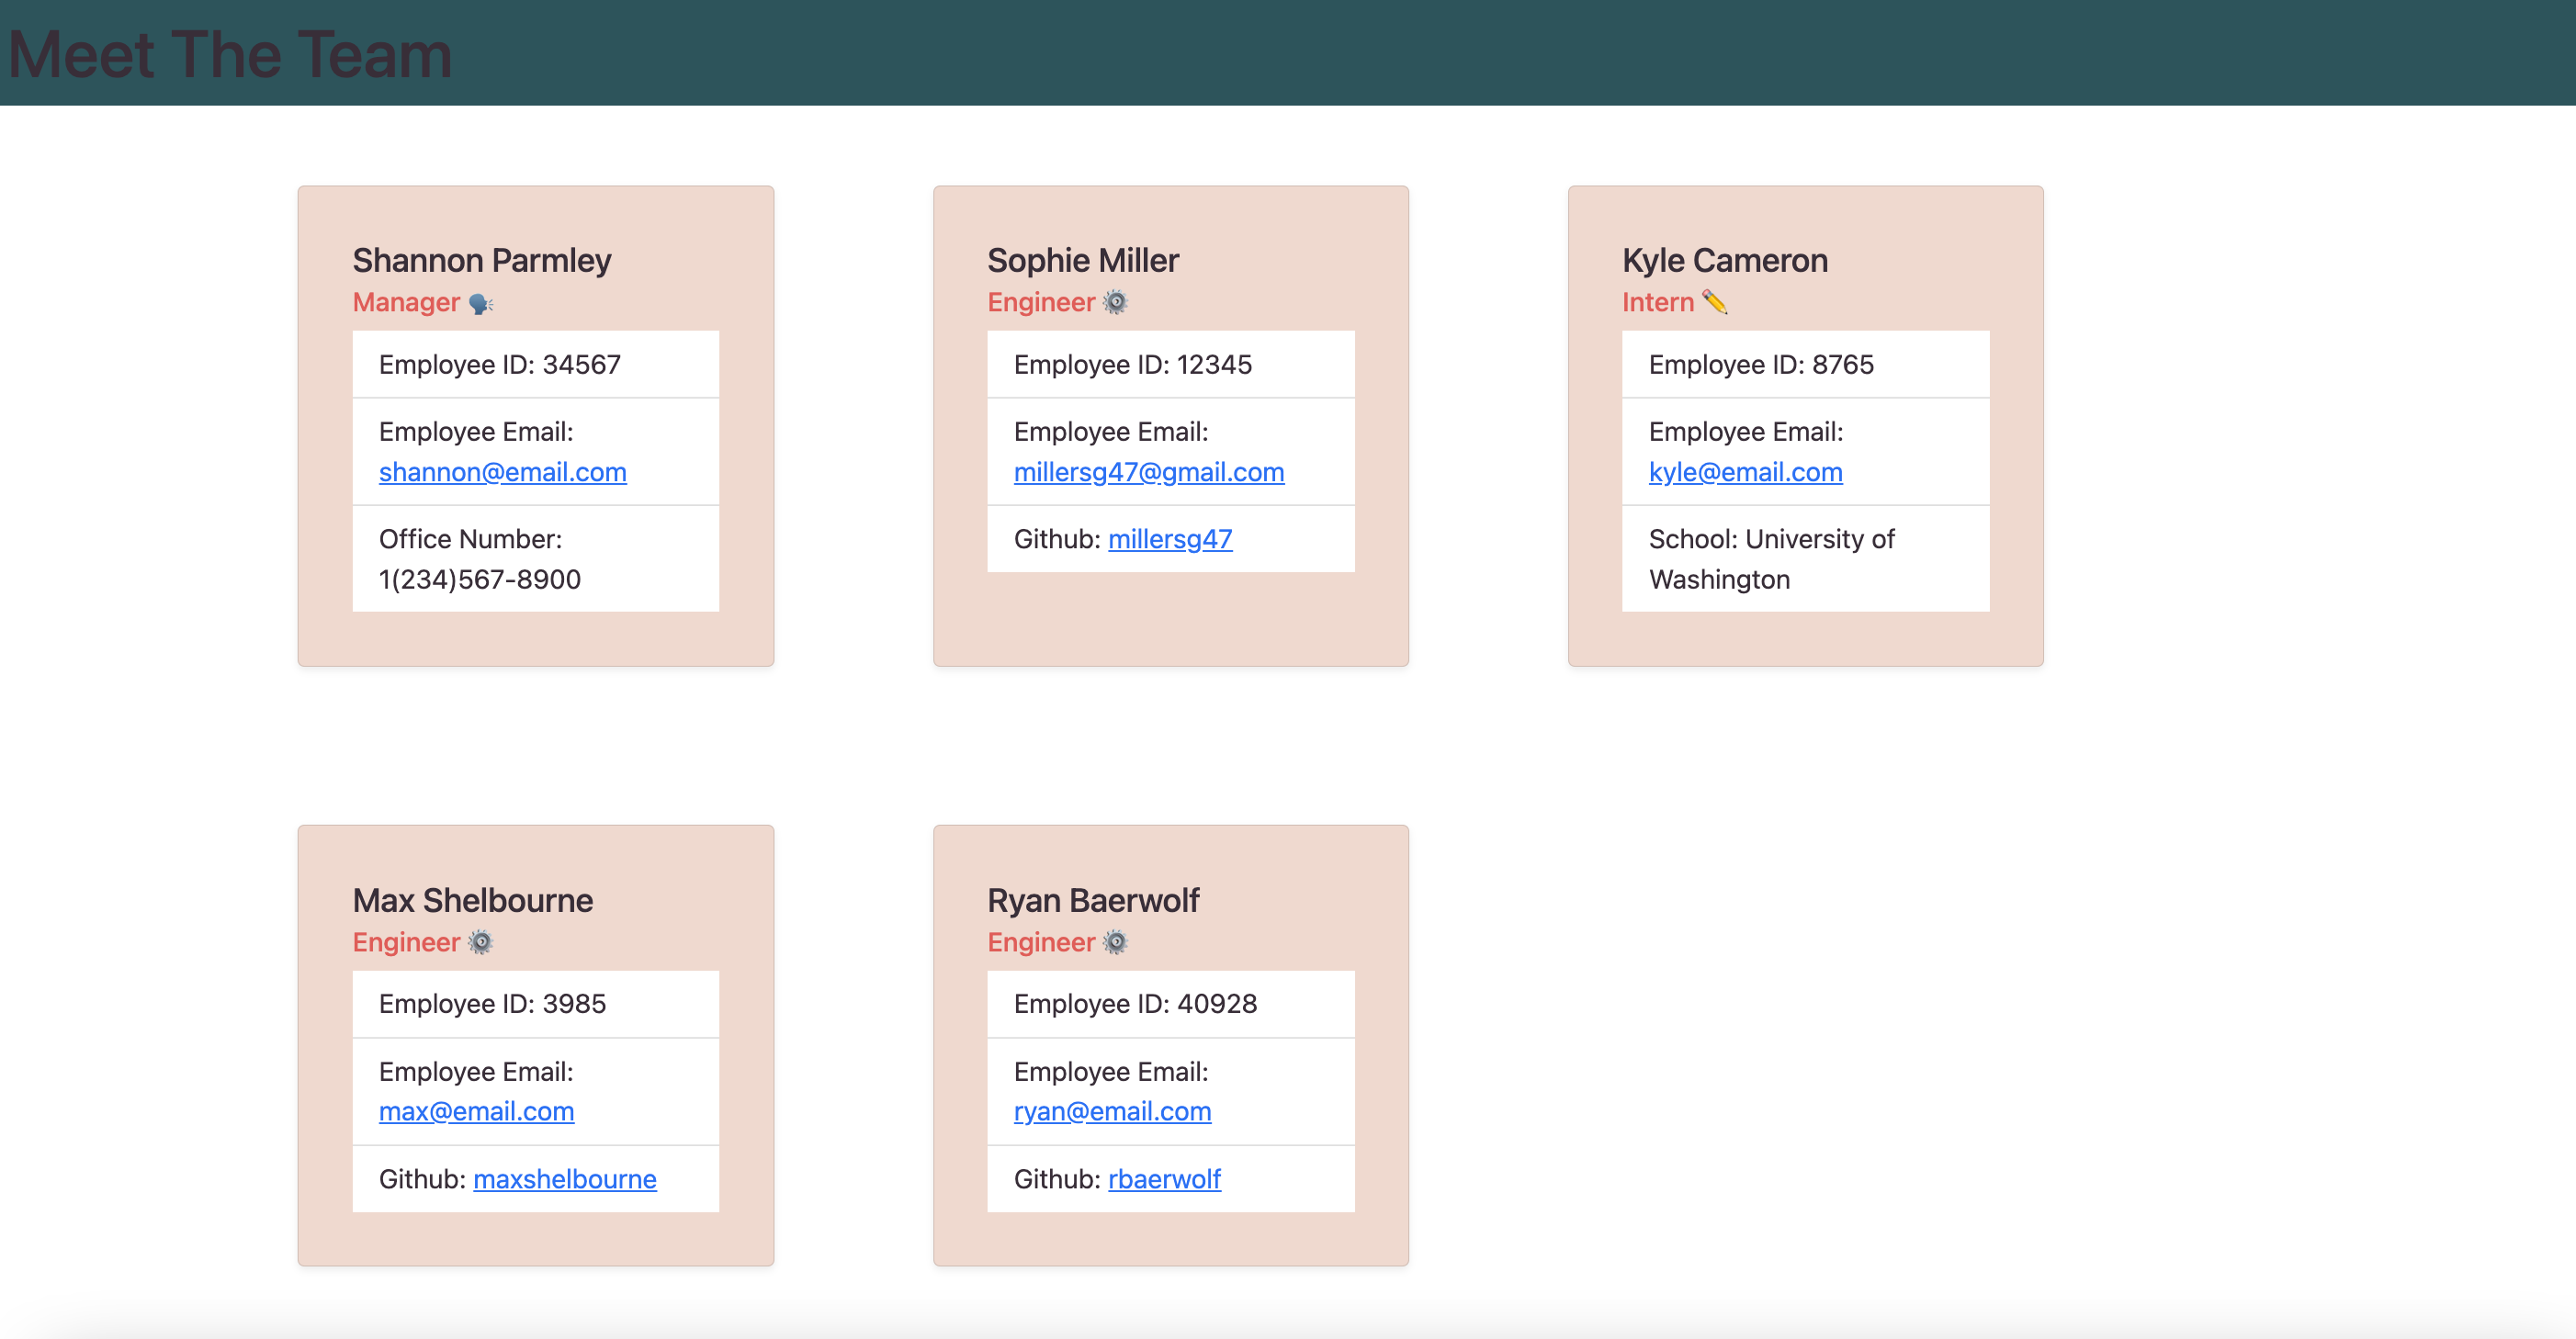 Meet The Team
Shannon Parmley
Manager 🗣
Employee ID: 34567
Employee Email:
shannon@email.com
Office Number:
1(234)567-8900
Sophie Miller
Engineer ⚙️
Employee ID: 12345
Employee Email:
millersg47@gmail.com
Github: millersg47
Kyle Cameron
Intern ✏️
Employee ID: 8765
Employee Email:
kyle@email.com
School: University of
Washington
Max Shelbourne
Engineer ⚙️
Employee ID: 3985
Employee Email:
max@email.com
Github: maxshelbourne
Ryan Baerwolf
Engineer ⚙️
Employee ID: 40928
Employee Email:
ryan@email.com
Github: rbaerwolf